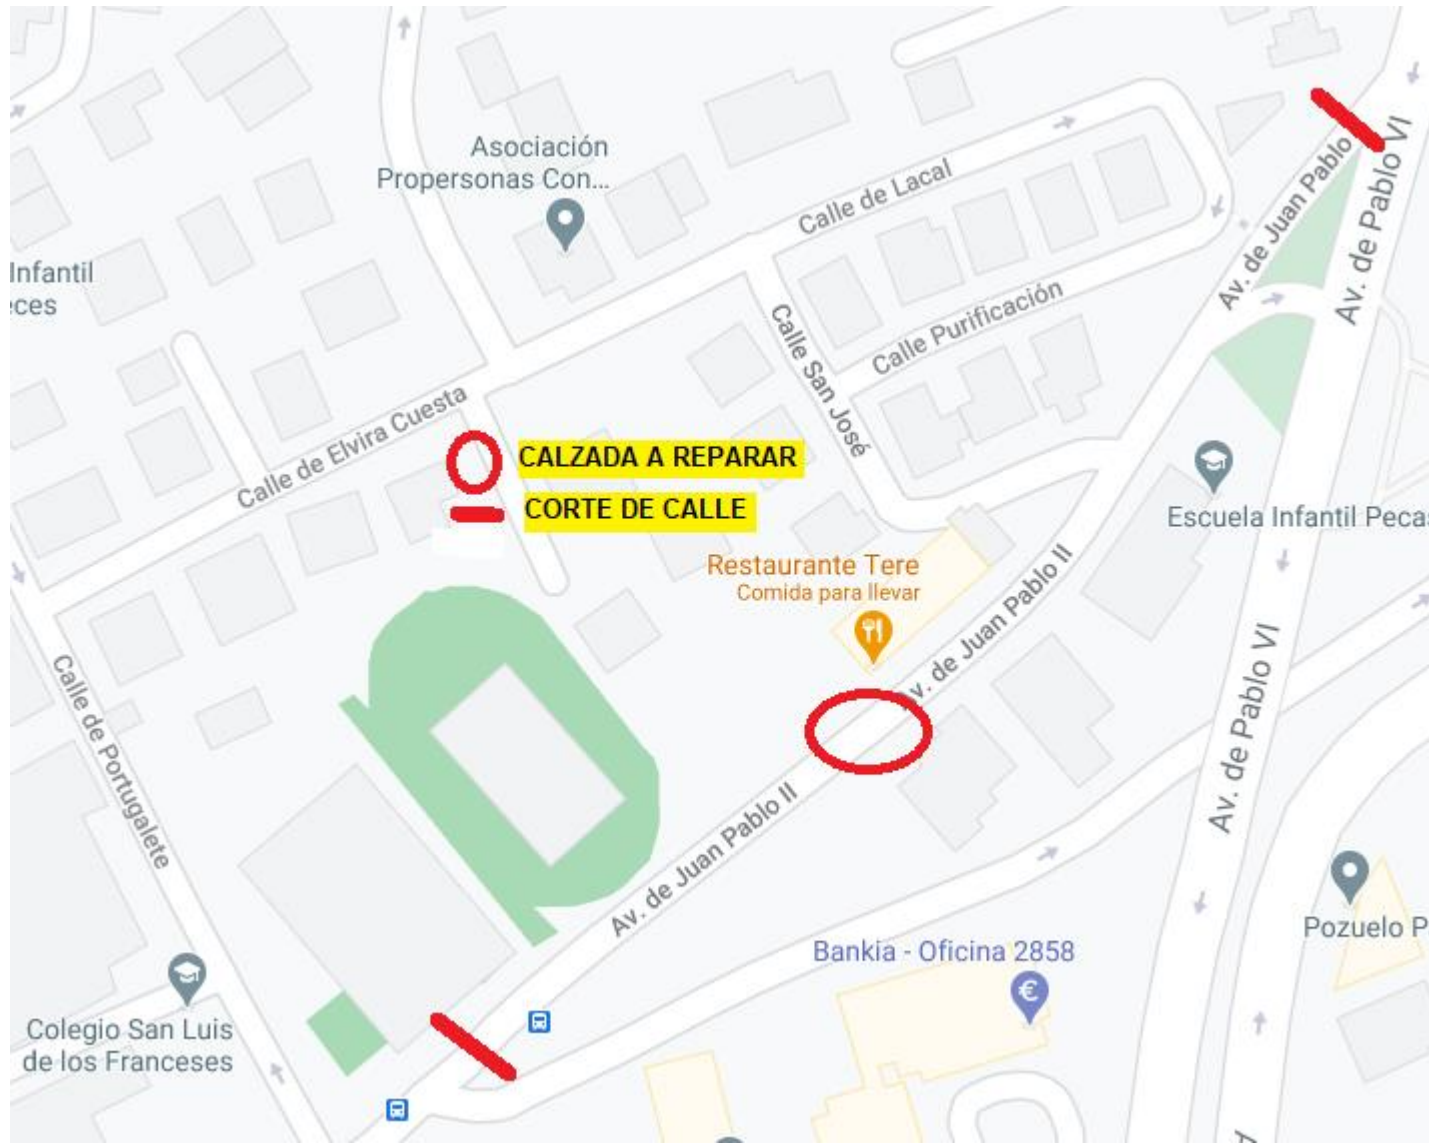 Asociación
Propersonas Con...
Calle de Lacal
Av. de Juan Pablo
Av. de Pablo VI
Infantil
Calle Purificación
Calle San José
Calle de Elvira Cuesta
CALZADA A REPARAR
CORTE DE CALLE
Escuela Infantil Peca
Restaurante Tere
Comida para llevar
Av. de Juan Pablo II
Av. de Pablo VI
Calle de Portugalete
Av. de Juan Pablo II
Pozuelo P
Bankia - Oficina 2858
€
Colegio San Luis
de los Franceses